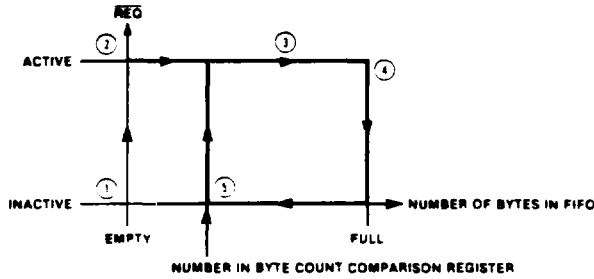 REQ
② ③
ACTIVE ④
INACTIVE ① ⑤ NUMBER OF BYTES IN FIFO
EMPTY FULL
NUMBER IN BYTE COUNT COMPARISON REGISTER